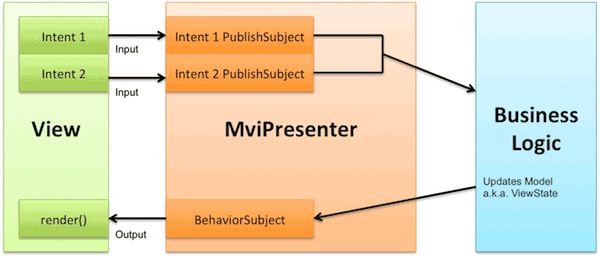 Intent 1
Input
Intent 1 PublishSubject
Intent 2
Input
Intent 2 PublishSubject
View
MviPresenter
Business
Logic
Updates Model
a.k.a. ViewState
render()
Output
BehaviorSubject